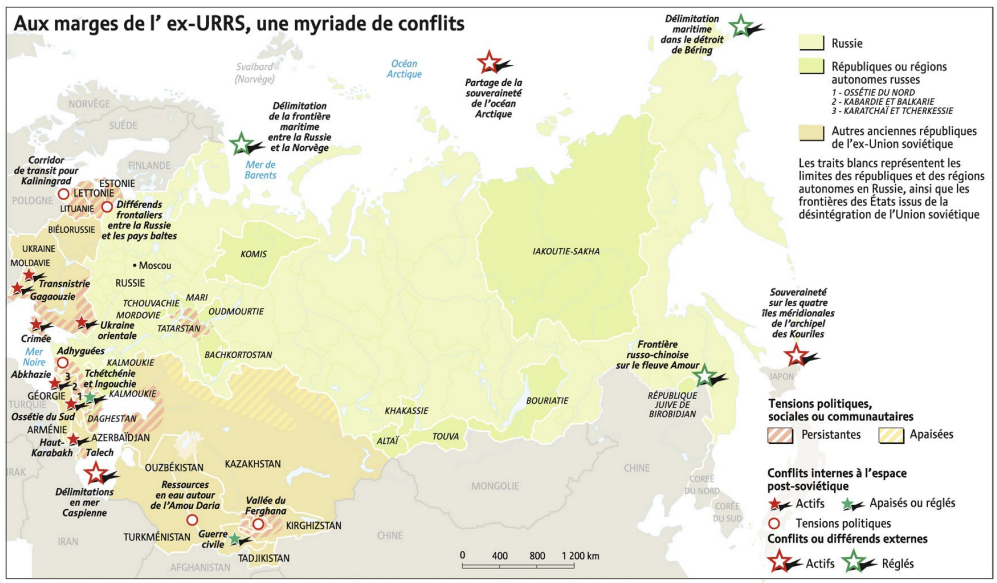 Aux marges de l' ex-URRS, une myriade de conflits
Délimitation
maritime
dans le détroit
de Béring
Océan
Arctique
Partage de la
souveraineté
de l'océan
Arctique
Svalbard
(Norvège)
Délimitation
de la frontière
maritime
entre la Russie
et la Norvège
Mer de
Barents
NORVÈGE
SUÈDE
FINLANDE
Corridor
de transit pour
Kaliningrad
ESTONIE
LETTONIE
POLOGNE
LITUANIE
Différends
frontaliers
entre la Russie
et les pays baltes
BIÉLORUSSIE
UKRAINE
MOLDAVIE
• Moscou
RUSSIE
Transnistrie
Gagaouzie
KOMIS
IAKOUTIE-SAKHA
TCHOUVACHIE
MARI
MORDOVIE
OUDMOURTIE
TATARSTAN
Ukraine
orientale
Crimée
Mer
Noire
Adhyguées
BACHKORTOSTAN
KALMOUKIE
Abkhazie
3
2
1
Tchétchénie
et Ingouchie
KALMOUKIE
GÉORGIE
TURQUIE
Ossétie du Sud
DAGHESTAN
ARMÉNIE
AZERBAÏDJAN
Haut-
Karabakh
Talech
IRAK
Délimitations
en mer
Caspienne
IRAN
OUZBÉKISTAN
KAZAKHSTAN
Ressources
en eau autour
de l'Amou Daria
Vallée du
Ferghana
KIRGHIZSTAN
TURKMÉNISTAN
Guerre
civile
TADJIKISTAN
AFGHANISTAN
CHINE
KHAKASSIE
ALTAÏ
TOUVA
BOURIATIE
MONGOLIE
CHINE
Frontière
russo-chinoise
sur le fleuve Amour
RÉPUBLIQUE
JUIVE DE
BIROBIDJAN
Souveraineté
sur les quatre
îles méridionales
de l'archipel
des Kouriles
JAPON
CORÉE
DU NORD
CORÉE
DU SUD
0 400 800 1 200 km
Russie
Républiques ou régions
autonomes russes
1 - OSSÉTIE DU NORD
2 - KABARDIE ET BALKARIE
3 - KARATCHAÏ ET TCHERKESSIE
Autres anciennes républiques
de l'ex-Union soviétique
Les traits blancs représentent les
limites des républiques et des régions
autonomes en Russie, ainsi que les
frontières des États issus de la
désintégration de l'Union soviétique
Tensions politiques,
sociales ou communautaires
Persistantes
Apaisées
Conflits internes à l'espace
post-soviétique
Actifs
Apaisés ou réglés
Tensions politiques
Conflits ou différends externes
Actifs
Réglés